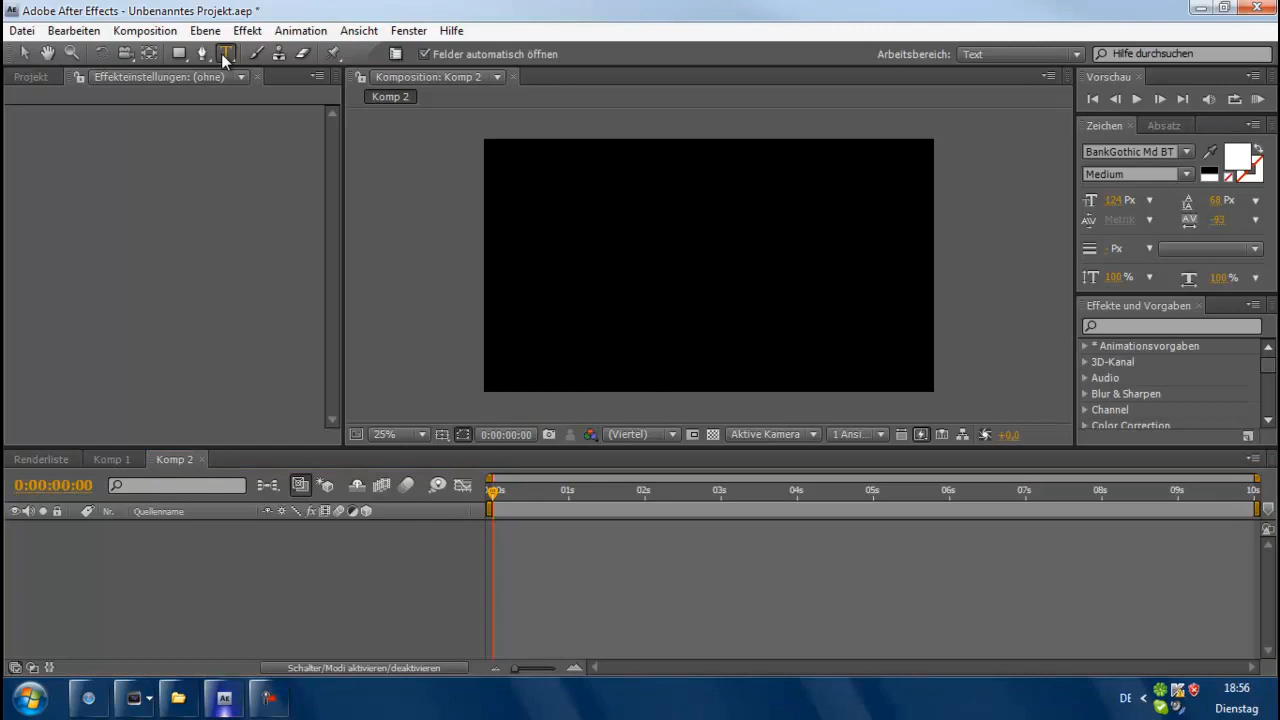 Adobe After Effects - Unbenanntes Projekt.aep *
Datei Bearbeiten Komposition Ebene Effekt Animation Ansicht Fenster Hilfe
Felder automatisch öffnen Arbeitsbereich: Text Hilfe durchsuchen
Projekt Effekteinstellungen: (ohne) Komposition: Komp 2 Vorschau
Komp 2
Zeichen Absatz
BankGothic Md BT
Medium
124 Px 68 Px
Metrik -93
- Px
100 % 100 %
Effekte und Vorgaben
* Animationsvorgaben
3D-Kanal
Audio
Blur & Sharpen
Channel
Color Correction
25% 0:00:00:00 (Viertel) Aktive Kamera 1 Ansi... +0,0
Renderliste Komp 1 Komp 2
0:00:00:00
01s 02s 03s 04s 05s 06s 07s 08s 09s 10s
Nr. Quellenname
Schalter/Modi aktivieren/deaktivieren
DE 18:56
Dienstag